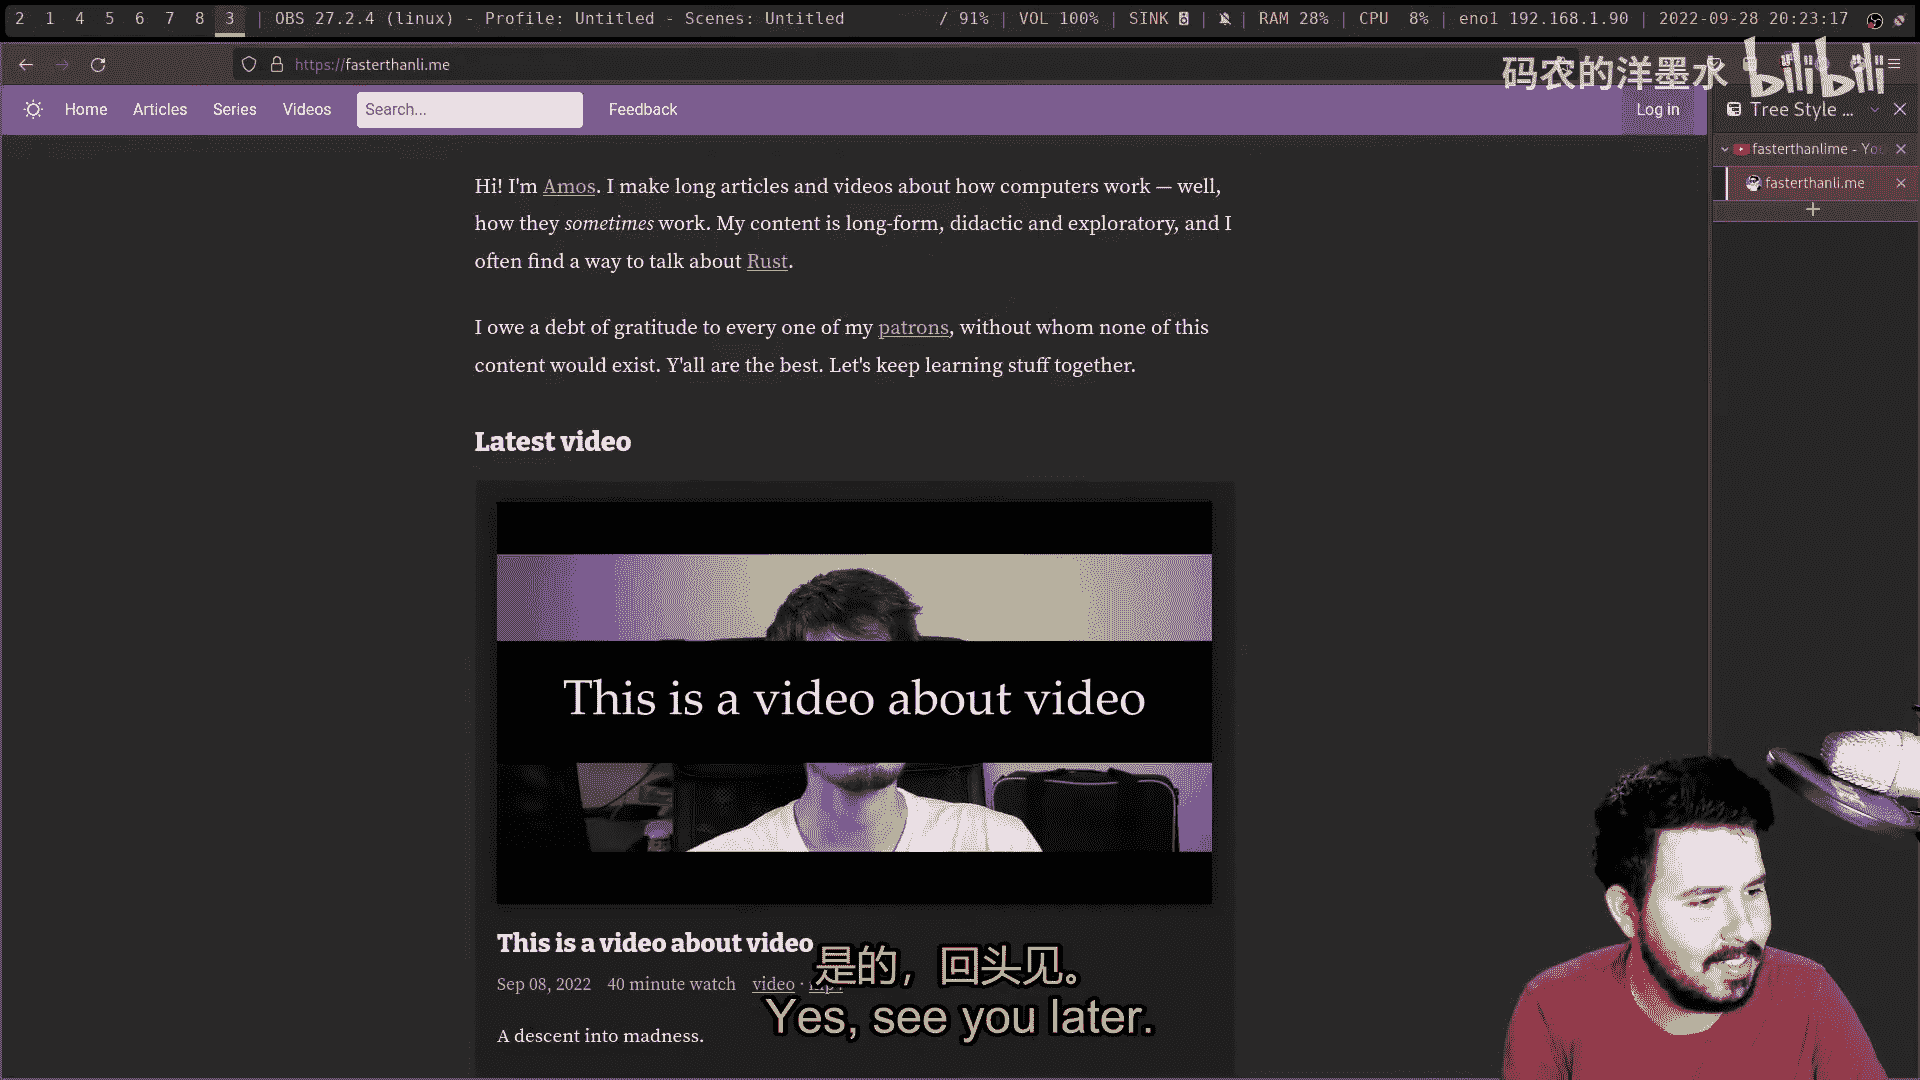 2 1 4 5 6 7 8 3 | OBS 27.2.4 (linux) - Profile: Untitled - Scenes: Untitled / 91% | VOL 100% | SINK | | RAM 28% | CPU 8% | eno1 192.168.1.90 | 2022-09-28 20:23:17
https://fasterthanli.me
码农的洋墨水 bilibili
Home Articles Series Videos Search... Feedback Log in
Tree Style ...
fasterthanlime - You
fasterthanli.me
Hi! I'm Amos. I make long articles and videos about how computers work — well,
how they sometimes work. My content is long-form, didactic and exploratory, and I
often find a way to talk about Rust.
I owe a debt of gratitude to every one of my patrons, without whom none of this
content would exist. Y'all are the best. Let's keep learning stuff together.
Latest video
This is a video about video
This is a video about video
Sep 08, 2022 40 minute watch video ·
A descent into madness.
是的，回头见。
Yes, see you later.